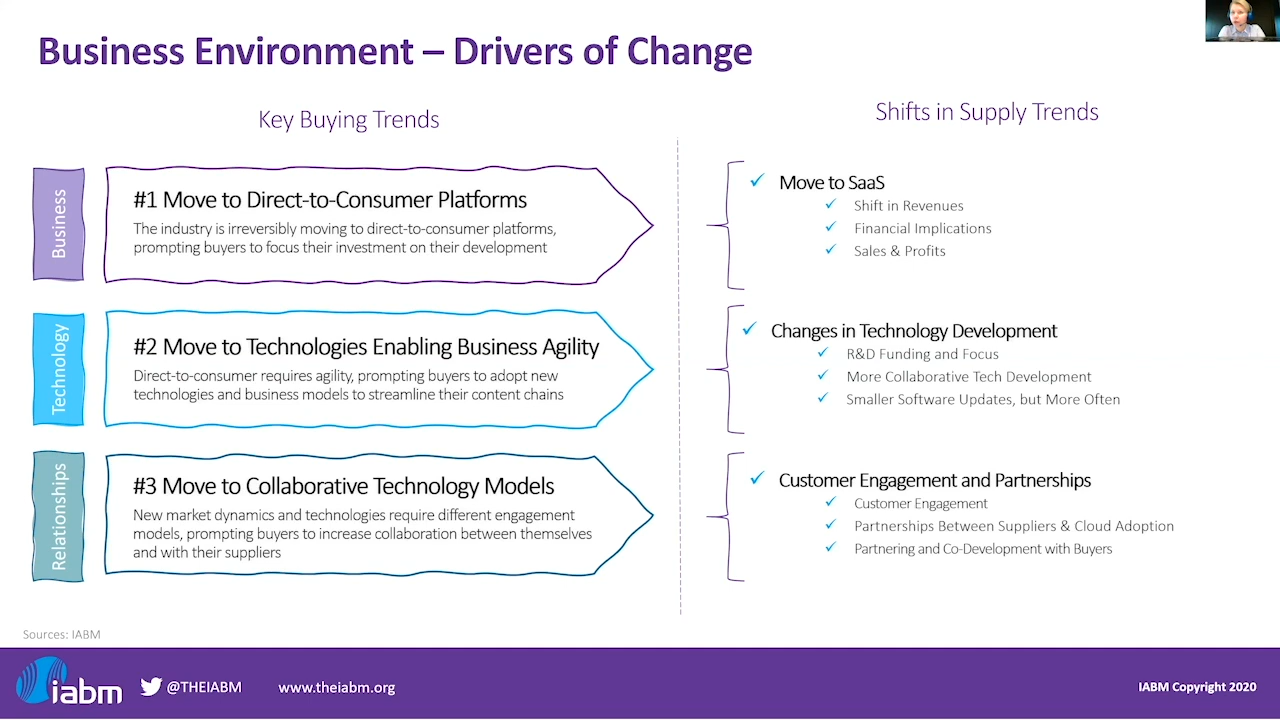 Business Environment – Drivers of Change
Key Buying Trends
Business
#1 Move to Direct-to-Consumer Platforms
The industry is irreversibly moving to direct-to-consumer platforms,
prompting buyers to focus their investment on their development
Technology
#2 Move to Technologies Enabling Business Agility
Direct-to-consumer requires agility, prompting buyers to adopt new
technologies and business models to streamline their content chains
Relationships
#3 Move to Collaborative Technology Models
New market dynamics and technologies require different engagement
models, prompting buyers to increase collaboration between themselves
and with their suppliers
Shifts in Supply Trends
Move to SaaS
Shift in Revenues
Financial Implications
Sales & Profits
Changes in Technology Development
R&D Funding and Focus
More Collaborative Tech Development
Smaller Software Updates, but More Often
Customer Engagement and Partnerships
Customer Engagement
Partnerships Between Suppliers & Cloud Adoption
Partnering and Co-Development with Buyers
Sources: IABM
iabm
@THEIABM
www.theiabm.org
IABM Copyright 2020